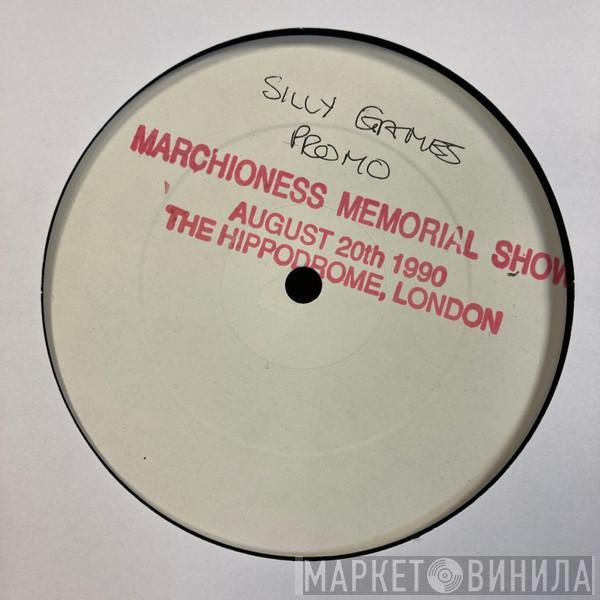 SILLY GAMES
PROMO
MARCHIONESS MEMORIAL SHOW
AUGUST 20th 1990
THE HIPPODROME, LONDON
МАРКЕТ ВИНИЛА